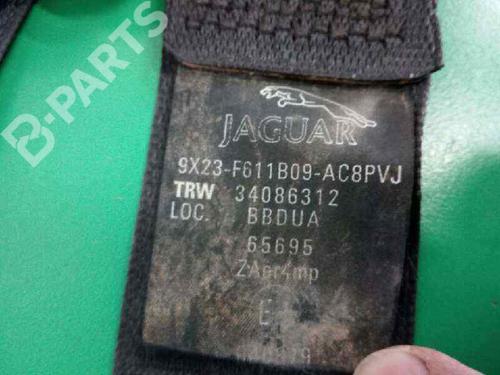 B-PARTS
JAGUAR
9X23-F611B09-AC8PVJ
TRW 34086312
LOC. BBDUA
65695
ZAer4mp
E